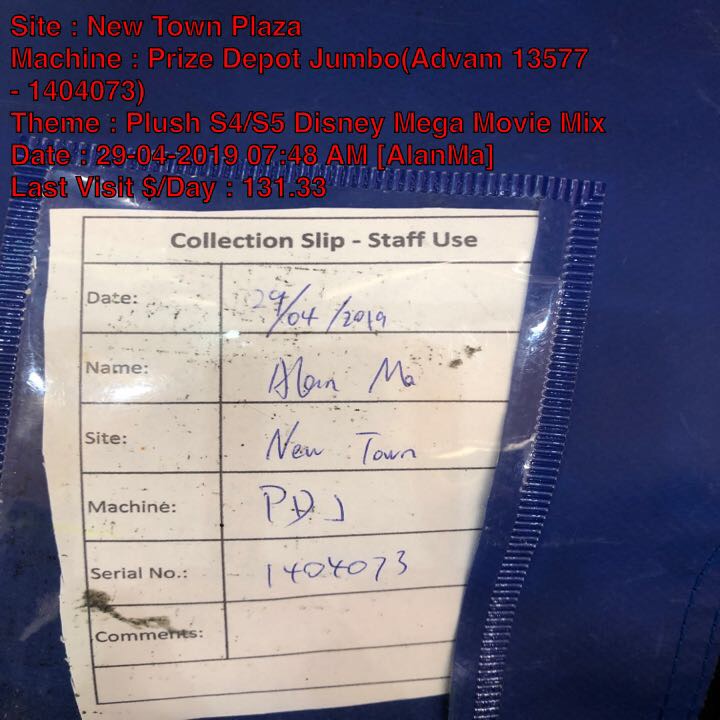 Site : New Town Plaza
Machine : Prize Depot Jumbo(Advam 13577
- 1404073)
Theme : Plush S4/S5 Disney Mega Movie Mix
Date : 29-04-2019 07:48 AM [AlanMa]
Last Visit $/Day : 131.33
Collection Slip - Staff Use
Date: 29/04/2019
Name: Alan Ma
Site: New Town
Machine: PDJ
Serial No.: 1404073
Comments: